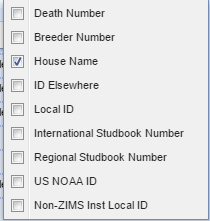 Death Number
Breeder Number
House Name
ID Elsewhere
Local ID
International Studbook Number
Regional Studbook Number
US NOAA ID
Non-ZIMS Inst Local ID